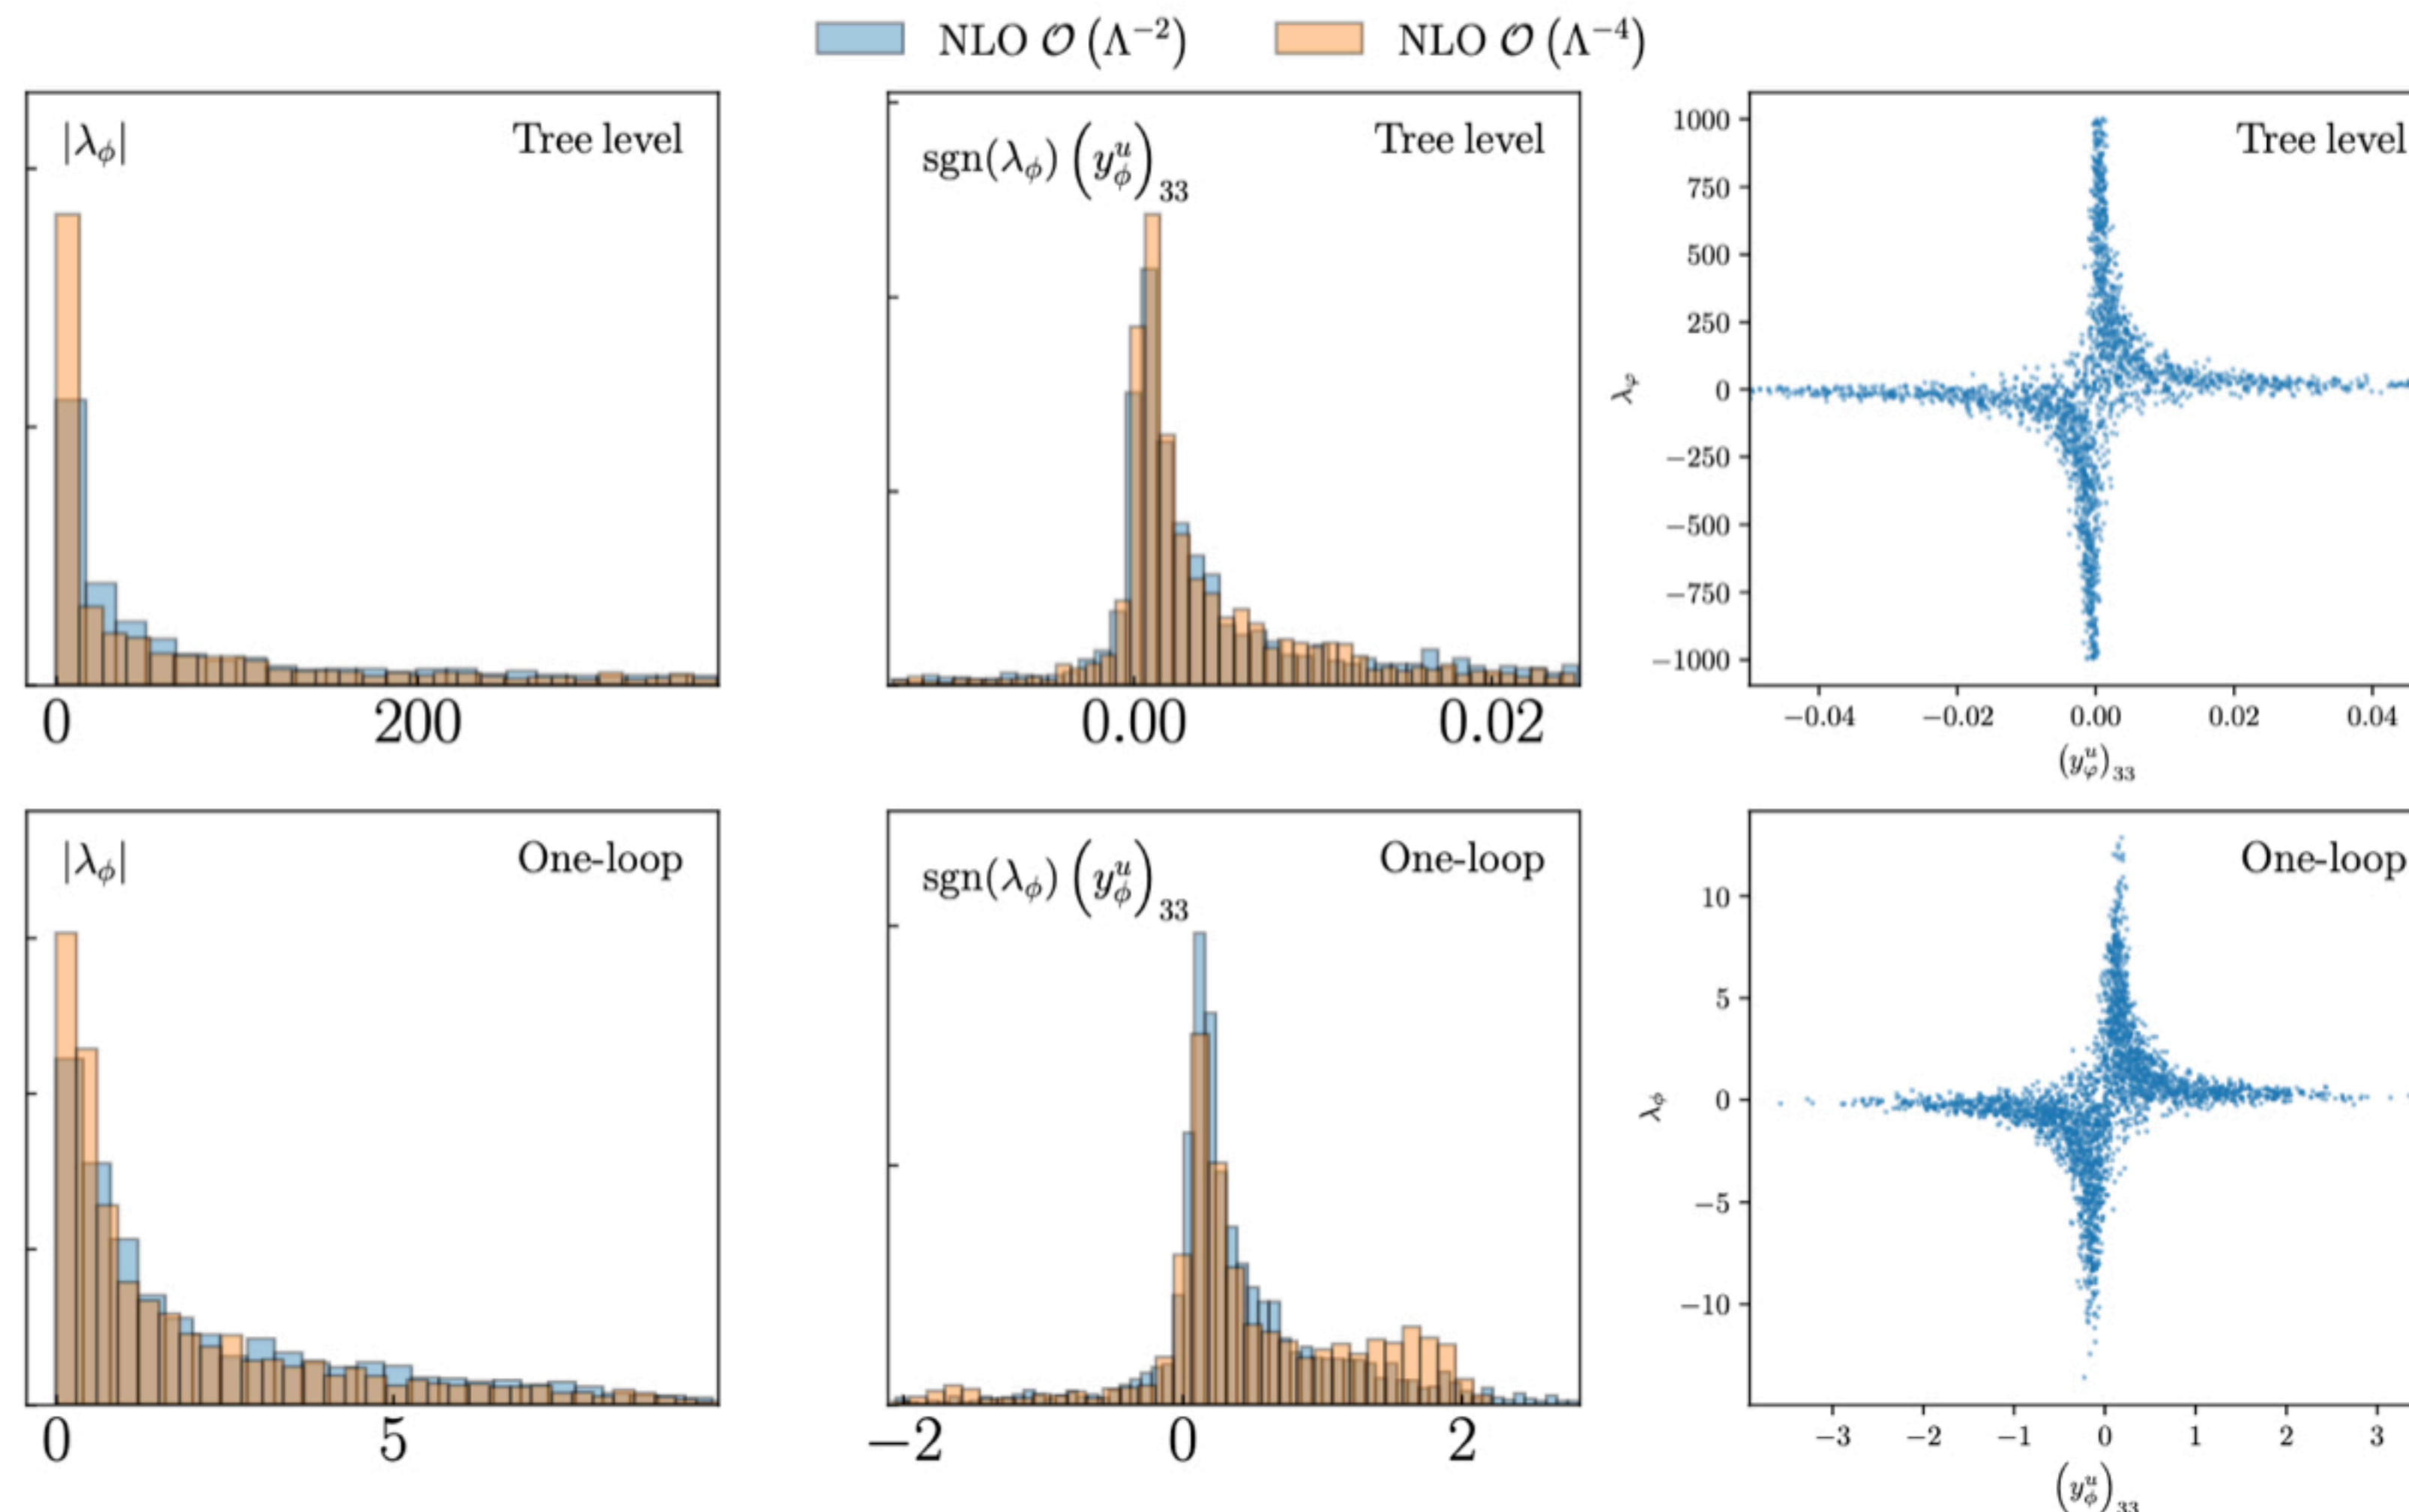 NLO 𝒪 (Λ⁻²) NLO 𝒪 (Λ⁻⁴)
|λ_ϕ| Tree level
0 200
sgn(λ_ϕ) (y^u_ϕ)_33 Tree level
0.00 0.02
Tree level
1000
750
500
250
0
−250
−500
−750
−1000
λ_φ
−0.04 −0.02 0.00 0.02 0.04
(y^u_φ)_33
|λ_ϕ| One-loop
0 5
sgn(λ_ϕ) (y^u_ϕ)_33 One-loop
−2 0 2
One-loop
10
5
0
−5
−10
λ_ϕ
−3 −2 −1 0 1 2 3
(y^u_ϕ)_33